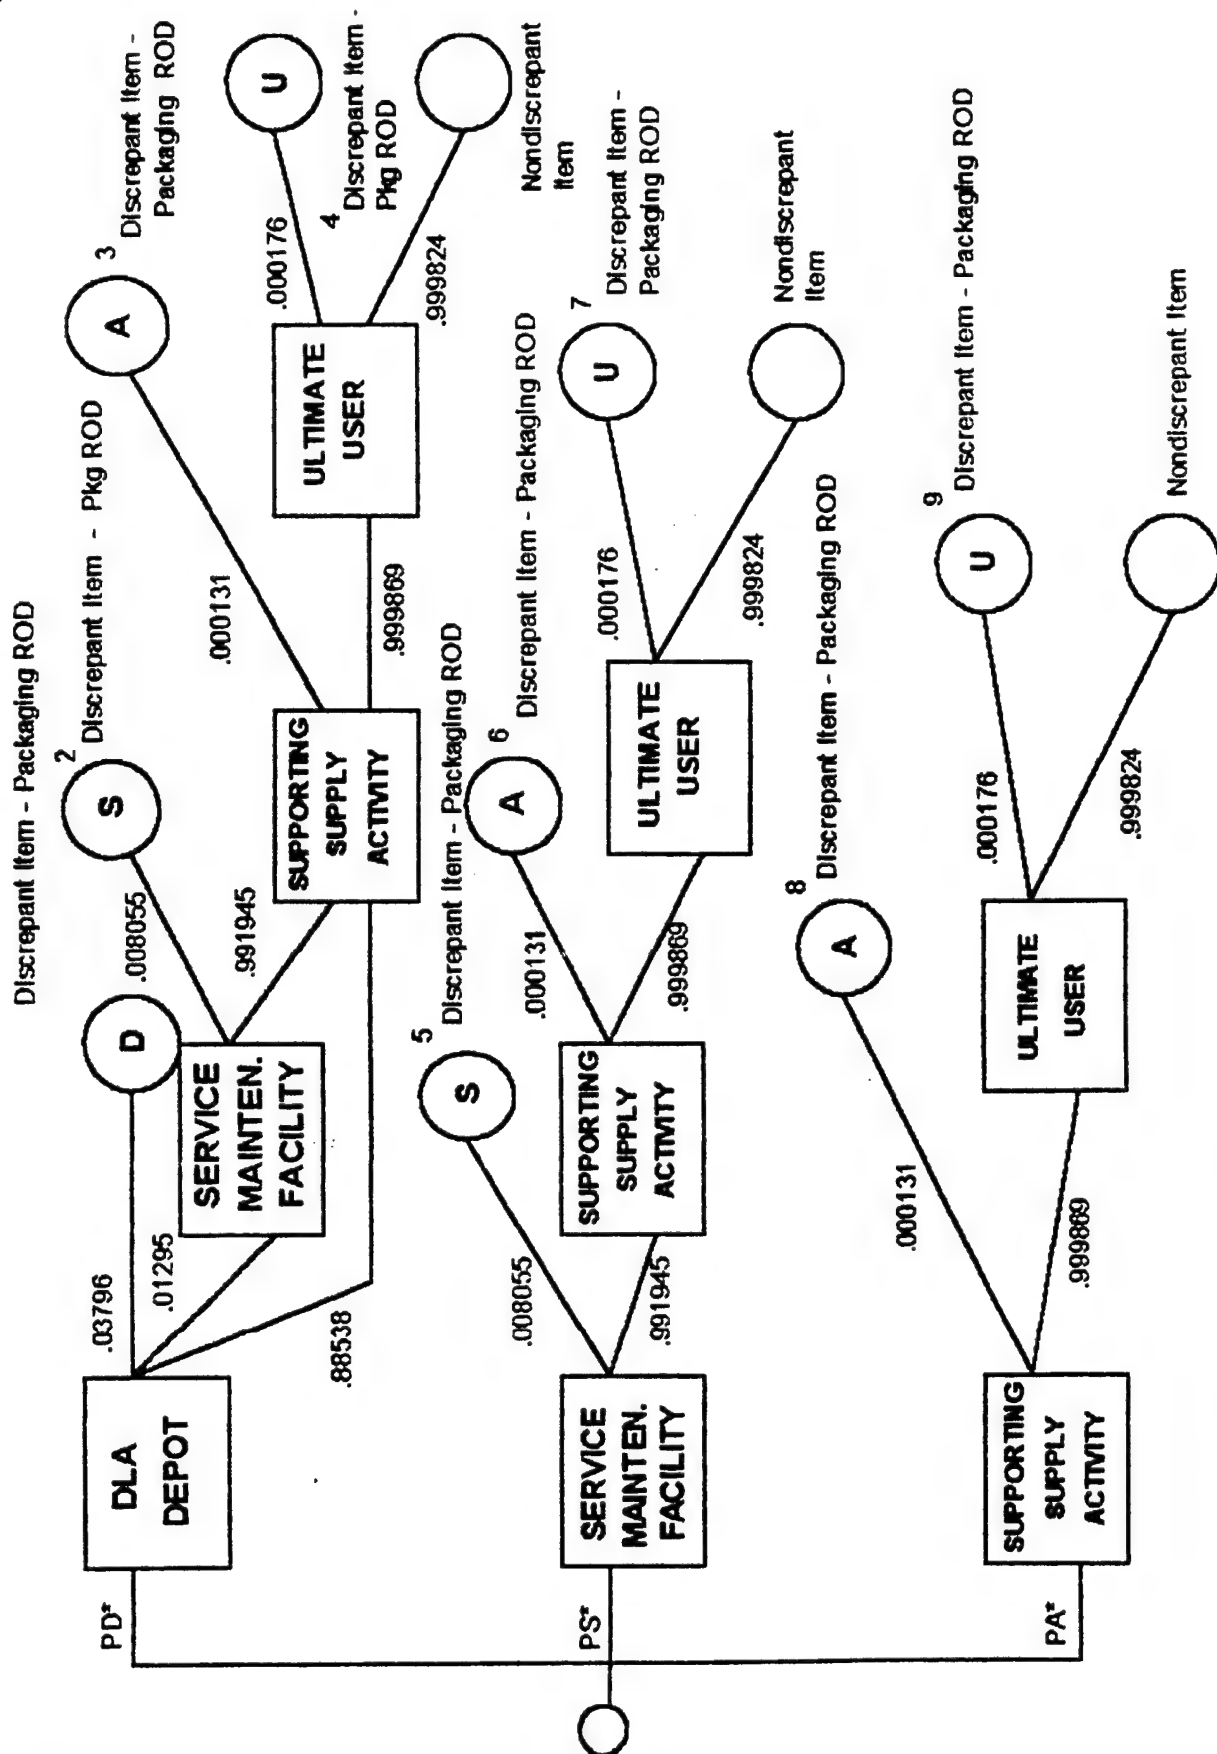 PD*
DLA
DEPOT
.03796
.01295
.88538
D
Discrepant Item - Packaging ROD
SERVICE
MAINTEN.
FACILITY
.008055
.991945
S
2
Discrepant Item - Pkg ROD
SUPPORTING
SUPPLY
ACTIVITY
.000131
.999869
A
3
Discrepant Item -
Packaging ROD
ULTIMATE
USER
.000176
.999824
U
4
Discrepant Item -
Pkg ROD
Nondiscrepant
Item
PS*
SERVICE
MAINTEN.
FACILITY
.008055
.991945
S
5
Discrepant Item - Packaging ROD
SUPPORTING
SUPPLY
ACTIVITY
.000131
.999869
A
6
Discrepant Item - Packaging ROD
ULTIMATE
USER
.000176
.999824
U
7
Discrepant Item -
Packaging ROD
Nondiscrepant
Item
PA*
SUPPORTING
SUPPLY
ACTIVITY
.000131
.999869
A
8
Discrepant Item - Packaging ROD
ULTIMATE
USER
.000176
.999824
U
9
Discrepant Item - Packaging ROD
Nondiscrepant Item